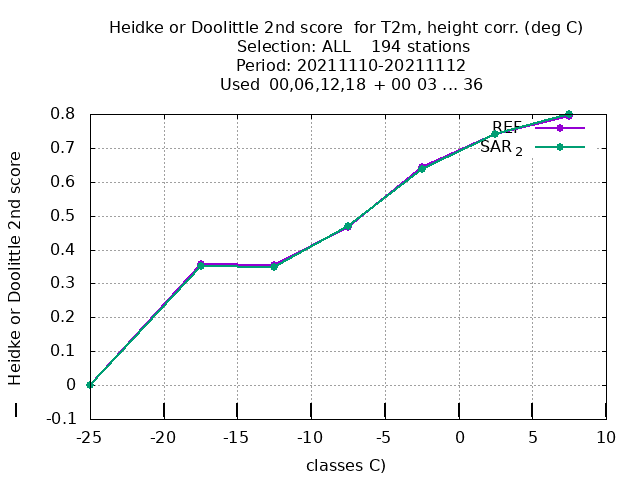 Heidke or Doolittle 2nd score  for T2m, height corr. (deg C)
Selection: ALL    194 stations
Period: 20211110-20211112
Used  00,06,12,18  + 00 03 ... 36
REF
SAR 2
0.8
0.7
0.6
0.5
0.4
0.3
0.2
0.1
0
-0.1
-25
-20
-15
-10
-5
0
5
10
classes C)
Heidke or Doolittle 2nd score